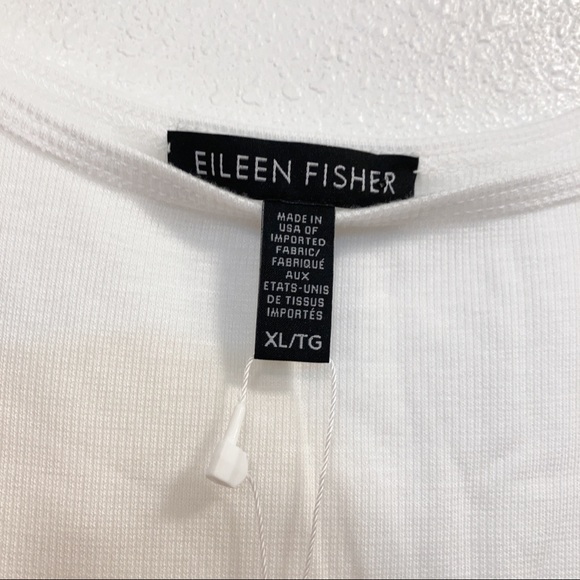 EILEEN FISHER
MADE IN
USA OF
IMPORTED
FABRIC/
FABRIQUÉ
AUX
ETATS-UNIS
DE TISSUS
IMPORTÉS
XL/TG